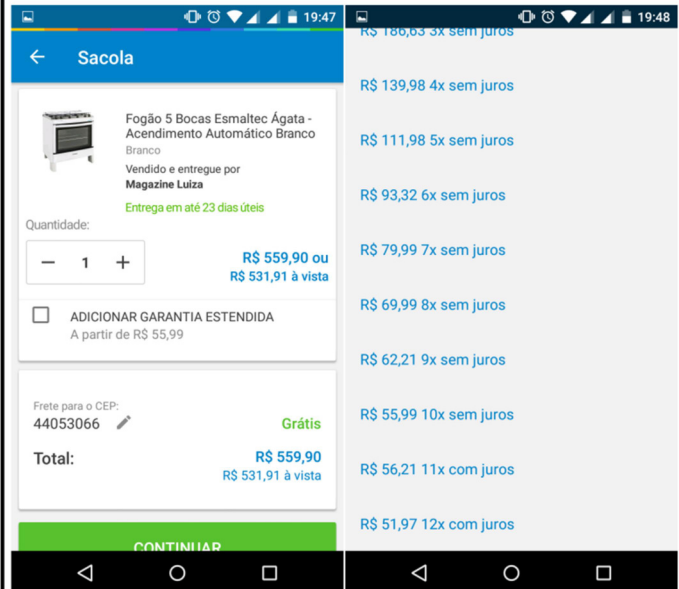 19:47
Sacola
Fogão 5 Bocas Esmaltec Ágata -
Acendimento Automático Branco
Branco
Vendido e entregue por
Magazine Luiza
Entrega em até 23 dias úteis
Quantidade:
1
R$ 559,90 ou
R$ 531,91 à vista
ADICIONAR GARANTIA ESTENDIDA
A partir de R$ 55,99
Frete para o CEP:
44053066
Grátis
Total:
R$ 559,90
R$ 531,91 à vista
CONTINUAR
19:48
R$ 186,63 3x sem juros
R$ 139,98 4x sem juros
R$ 111,98 5x sem juros
R$ 93,32 6x sem juros
R$ 79,99 7x sem juros
R$ 69,99 8x sem juros
R$ 62,21 9x sem juros
R$ 55,99 10x sem juros
R$ 56,21 11x com juros
R$ 51,97 12x com juros